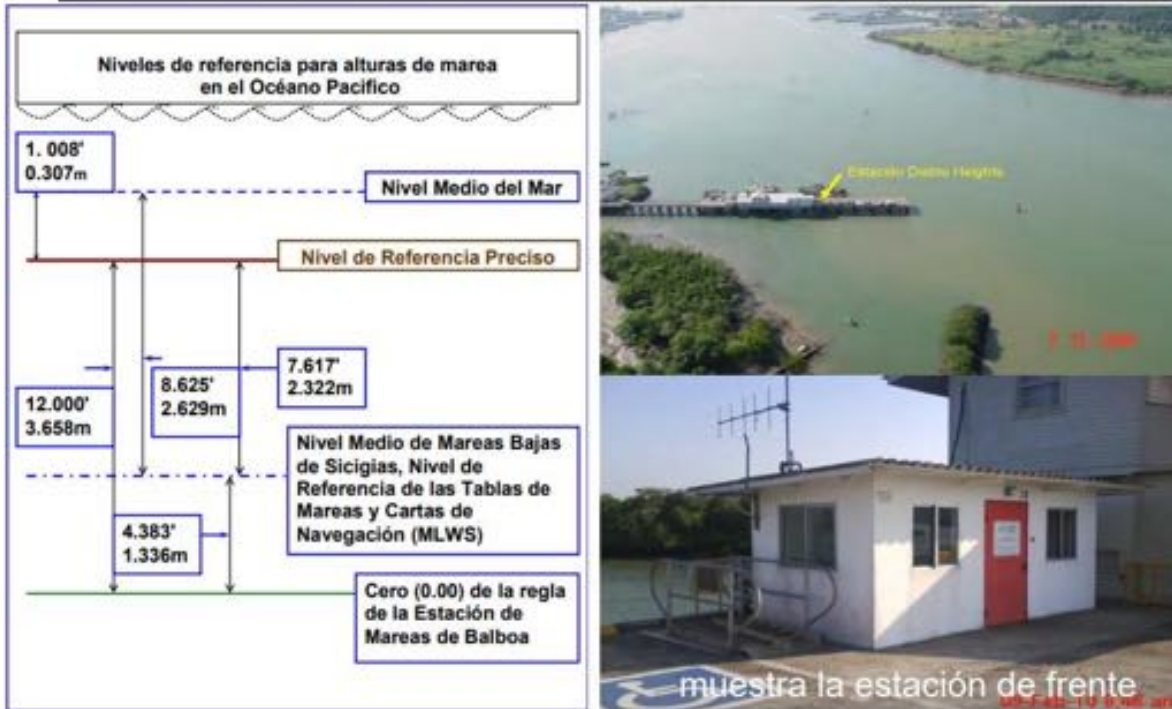 Niveles de referencia para alturas de marea
en el Océano Pacifico
1. 008'
0.307m
Nivel Medio del Mar
Nivel de Referencia Preciso
12.000'
3.658m
8.625'
2.629m
7.617'
2.322m
Nivel Medio de Mareas Bajas
de Sicigias, Nivel de
Referencia de las Tablas de
Mareas y Cartas de
Navegación (MLWS)
4.383'
1.336m
Cero (0.00) de la regla
de la Estación de
Mareas de Balboa
Estación Heights
muestra la estación de frente